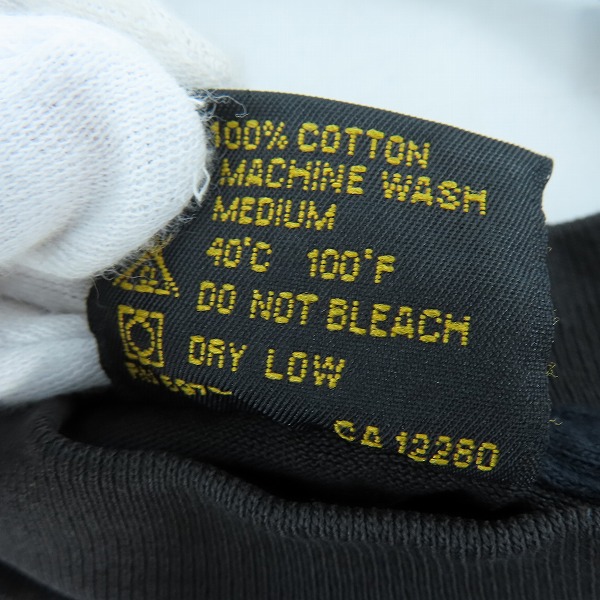 100% COTTON
MACHINE WASH
MEDIUM
40°C 100°F
DO NOT BLEACH
DRY LOW
CA 12280